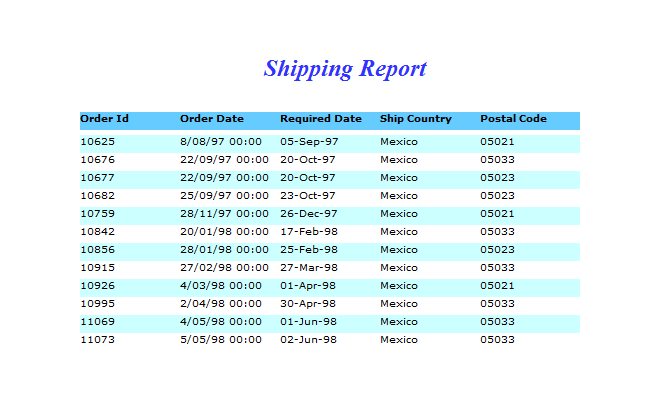 Shipping Report
Order Id Order Date Required Date Ship Country Postal Code
10625 8/08/97 00:00 05-Sep-97 Mexico 05021
10676 22/09/97 00:00 20-Oct-97 Mexico 05033
10677 22/09/97 00:00 20-Oct-97 Mexico 05023
10682 25/09/97 00:00 23-Oct-97 Mexico 05023
10759 28/11/97 00:00 26-Dec-97 Mexico 05021
10842 20/01/98 00:00 17-Feb-98 Mexico 05033
10856 28/01/98 00:00 25-Feb-98 Mexico 05023
10915 27/02/98 00:00 27-Mar-98 Mexico 05033
10926 4/03/98 00:00 01-Apr-98 Mexico 05021
10995 2/04/98 00:00 30-Apr-98 Mexico 05033
11069 4/05/98 00:00 01-Jun-98 Mexico 05033
11073 5/05/98 00:00 02-Jun-98 Mexico 05033